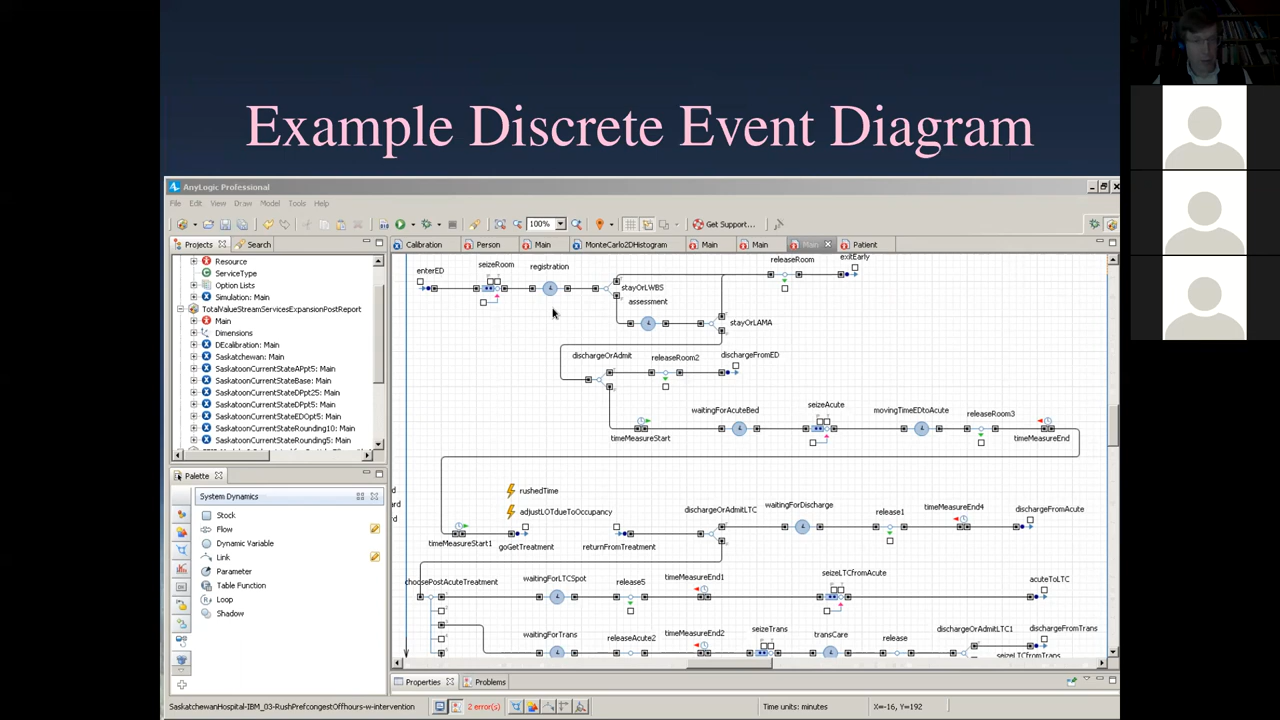 Example Discrete Event Diagram
AnyLogic Professional
File Edit View Draw Model Tools Help
100%
Get Support...
Projects
Search
Calibration
Person
Main
MonteCarlo2DHistogram
Main
Main
Main
Patient
Resource
ServiceType
Option Lists
Simulation: Main
TotalValueStreamServicesExpansionPostReport
Main
Dimensions
DEcalibration: Main
Saskatchewan: Main
SaskatoonCurrentStateAPpt5: Main
SaskatoonCurrentStateBase: Main
SaskatoonCurrentStateDPpt25: Main
SaskatoonCurrentStateDPpt5: Main
SaskatoonCurrentStateEDOpt5: Main
SaskatoonCurrentStateRounding10: Main
SaskatoonCurrentStateRounding5: Main
Palette
System Dynamics
Stock
Flow
Dynamic Variable
Link
Parameter
Table Function
Loop
Shadow
enterED
seizeRoom
registration
stayOrLWBS
assessment
releaseRoom
exitEarly
stayOrLAMA
dischargeOrAdmit
releaseRoom2
dischargeFromED
timeMeasureStart
waitingForAcuteBed
seizeAcute
movingTimeEDtoAcute
releaseRoom3
timeMeasureEnd
rushedTime
adjustLOTdueToOccupancy
timeMeasureStart1
goGetTreatment
returnFromTreatment
dischargeOrAdmitLTC
waitingForDischarge
release1
timeMeasureEnd4
dischargeFromAcute
choosePostAcuteTreatment
waitingForLTCSpot
release5
timeMeasureEnd1
seizeLTCfromAcute
acuteToLTC
waitingForTrans
releaseAcute2
timeMeasureEnd2
seizeTrans
transCare
release
dischargeOrAdmitLTC1
dischargeFromTrans
seizeLTCfromTrans
Properties
Problems
SaskatchewanHospital-IBM_03-RushPrefcongestOffhours-w-intervention
2 error(s)
Time units: minutes
X=-16, Y=192